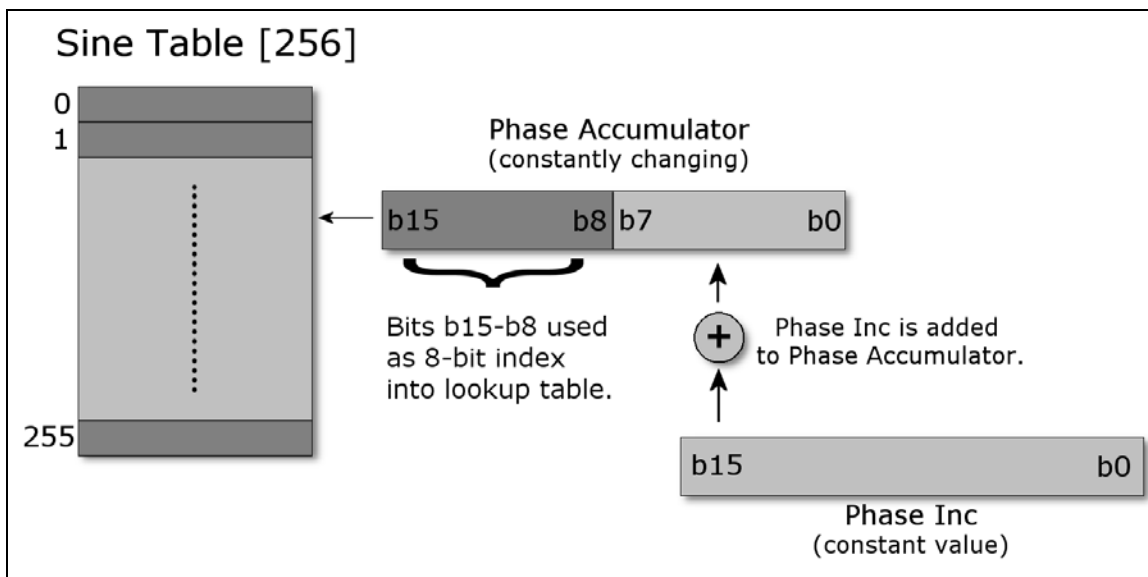 Sine Table [256]
0
1
255
Phase Accumulator
(constantly changing)
b15 b8 b7 b0
Bits b15-b8 used
as 8-bit index
into lookup table.
+
Phase Inc is added
to Phase Accumulator.
b15 b0
Phase Inc
(constant value)